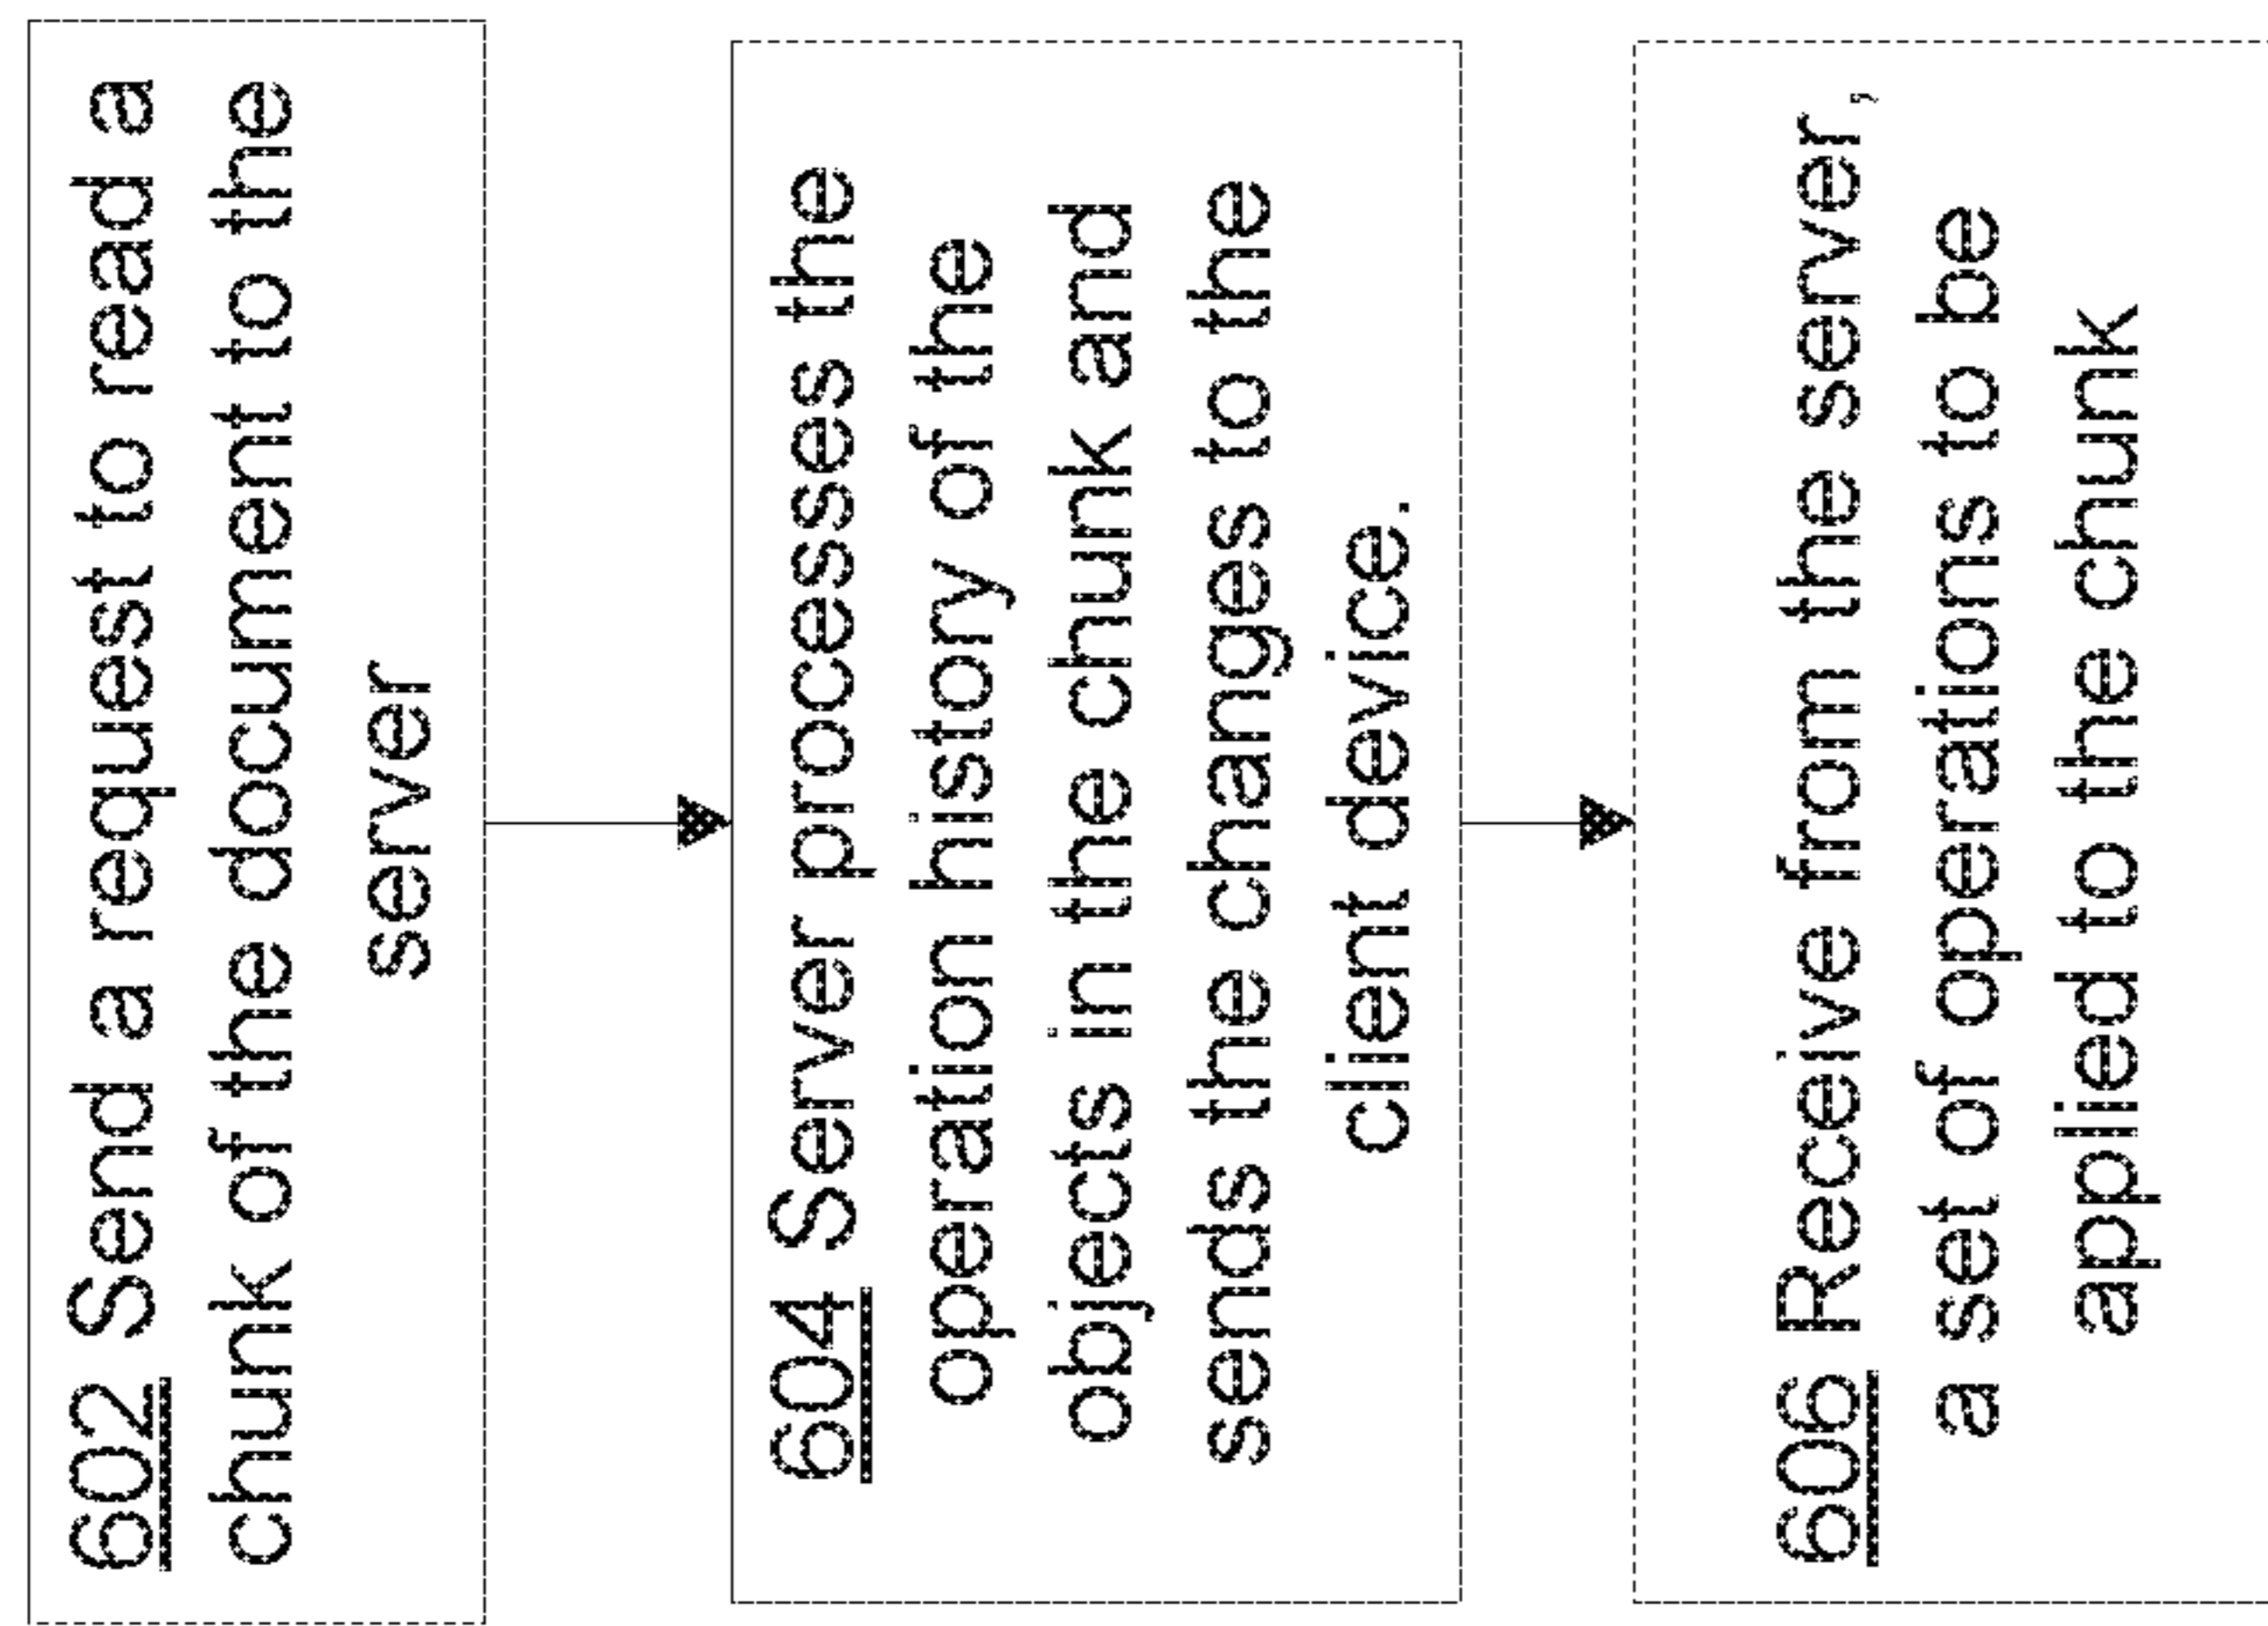 602 Send a request to read a
chunk of the document to the
server
604 Server processes the
operation history of the
objects in the chunk and
sends the changes to the
client device.
606 Receive from the server,
a set of operations to be
applied to the chunk